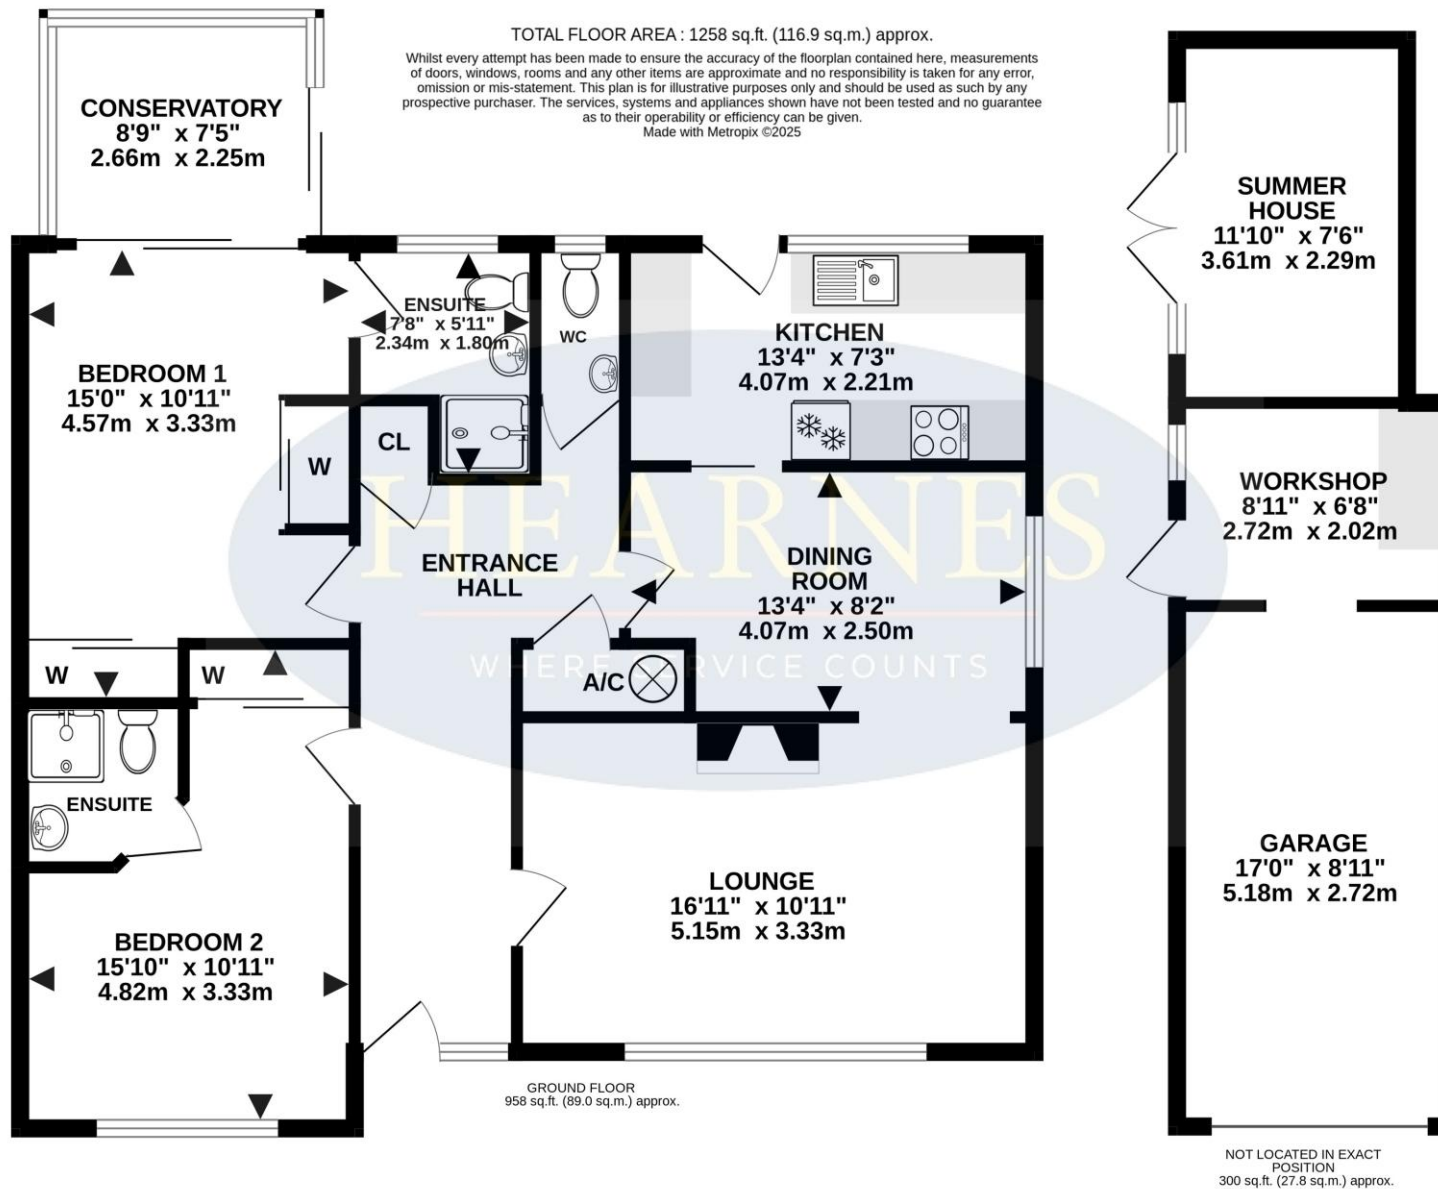 TOTAL FLOOR AREA : 1258 sq.ft. (116.9 sq.m.) approx.
Whilst every attempt has been made to ensure the accuracy of the floorplan contained here, measurements
of doors, windows, rooms and any other items are approximate and no responsibility is taken for any error,
omission or mis-statement. This plan is for illustrative purposes only and should be used as such by any
prospective purchaser. The services, systems and appliances shown have not been tested and no guarantee
as to their operability or efficiency can be given.
Made with Metropix ©2025
CONSERVATORY
8'9" x 7'5"
2.66m x 2.25m
SUMMER
HOUSE
11'10" x 7'6"
3.61m x 2.29m
ENSUITE
7'8" x 5'11"
2.34m x 1.80m
WC
KITCHEN
13'4" x 7'3"
4.07m x 2.21m
BEDROOM 1
15'0" x 10'11"
4.57m x 3.33m
CL
W
WORKSHOP
8'11" x 6'8"
2.72m x 2.02m
HEARNES
WHERE SERVICE COUNTS
ENTRANCE
HALL
DINING
ROOM
13'4" x 8'2"
4.07m x 2.50m
W
W
A/C
ENSUITE
LOUNGE
16'11" x 10'11"
5.15m x 3.33m
GARAGE
17'0" x 8'11"
5.18m x 2.72m
BEDROOM 2
15'10" x 10'11"
4.82m x 3.33m
GROUND FLOOR
958 sq.ft. (89.0 sq.m.) approx.
NOT LOCATED IN EXACT
POSITION
300 sq.ft. (27.8 sq.m.) approx.